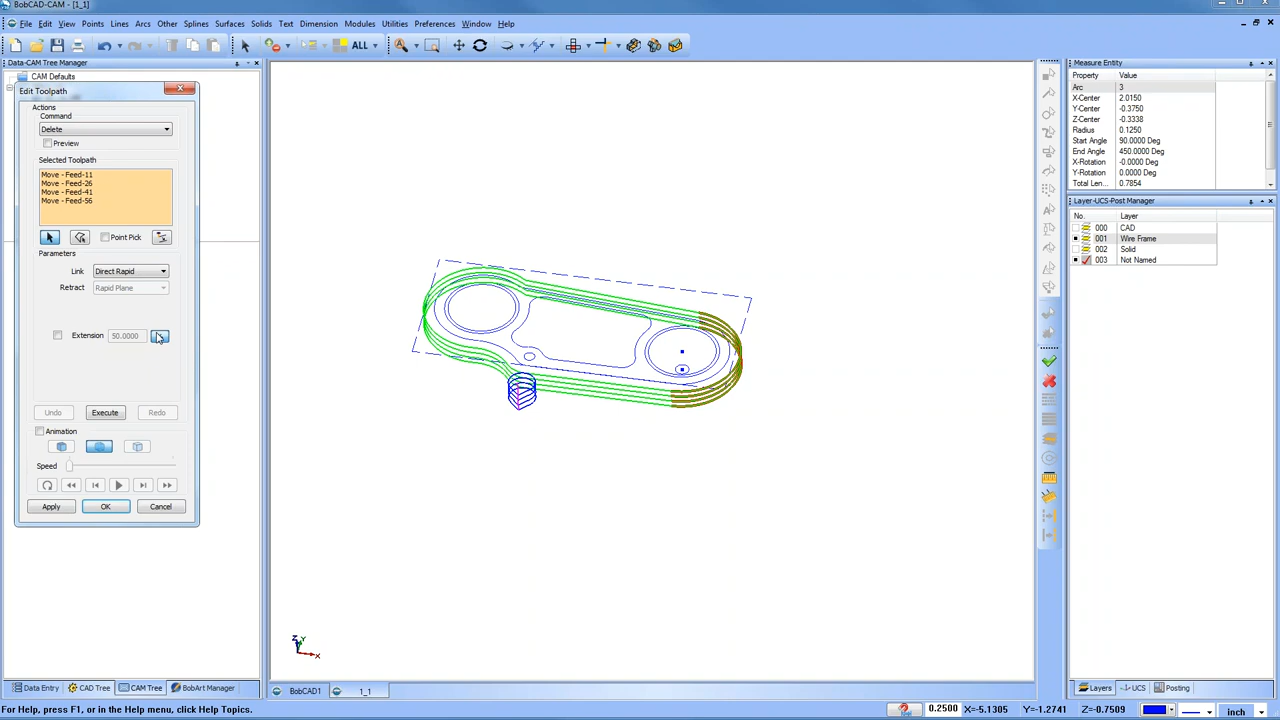 BobCAD-CAM - [1_1]
File Edit View Points Lines Arcs Other Splines Surfaces Solids Text Dimension Modules Utilities Preferences Window Help
ALL
Data-CAM Tree Manager
CAM Defaults
Edit Toolpath
Actions
Command
Delete
Preview
Selected Toolpath
Move - Feed-11
Move - Feed-26
Move - Feed-41
Move - Feed-56
Point Pick
Parameters
Link Direct Rapid
Retract Rapid Plane
Extension 50.0000
Undo Execute Redo
Animation
Speed
Apply OK Cancel
Data Entry CAD Tree CAM Tree BobArt Manager
Z Y
X
BobCAD1 1_1
Measure Entity
Property Value
Arc 3
X-Center 2.0150
Y-Center -0.3750
Z-Center -0.3338
Radius 0.1250
Start Angle 90.0000 Deg
End Angle 450.0000 Deg
X-Rotation -0.0000 Deg
Y-Rotation 0.0000 Deg
Total Len... 0.7854
Layer-UCS-Post Manager
No. Layer
000 CAD
001 Wire Frame
002 Solid
003 Not Named
Layers UCS Posting
For Help, press F1, or in the Help menu, click Help Topics.
0.2500 X=-5.1305 Y=-1.2741 Z=-0.7509 inch